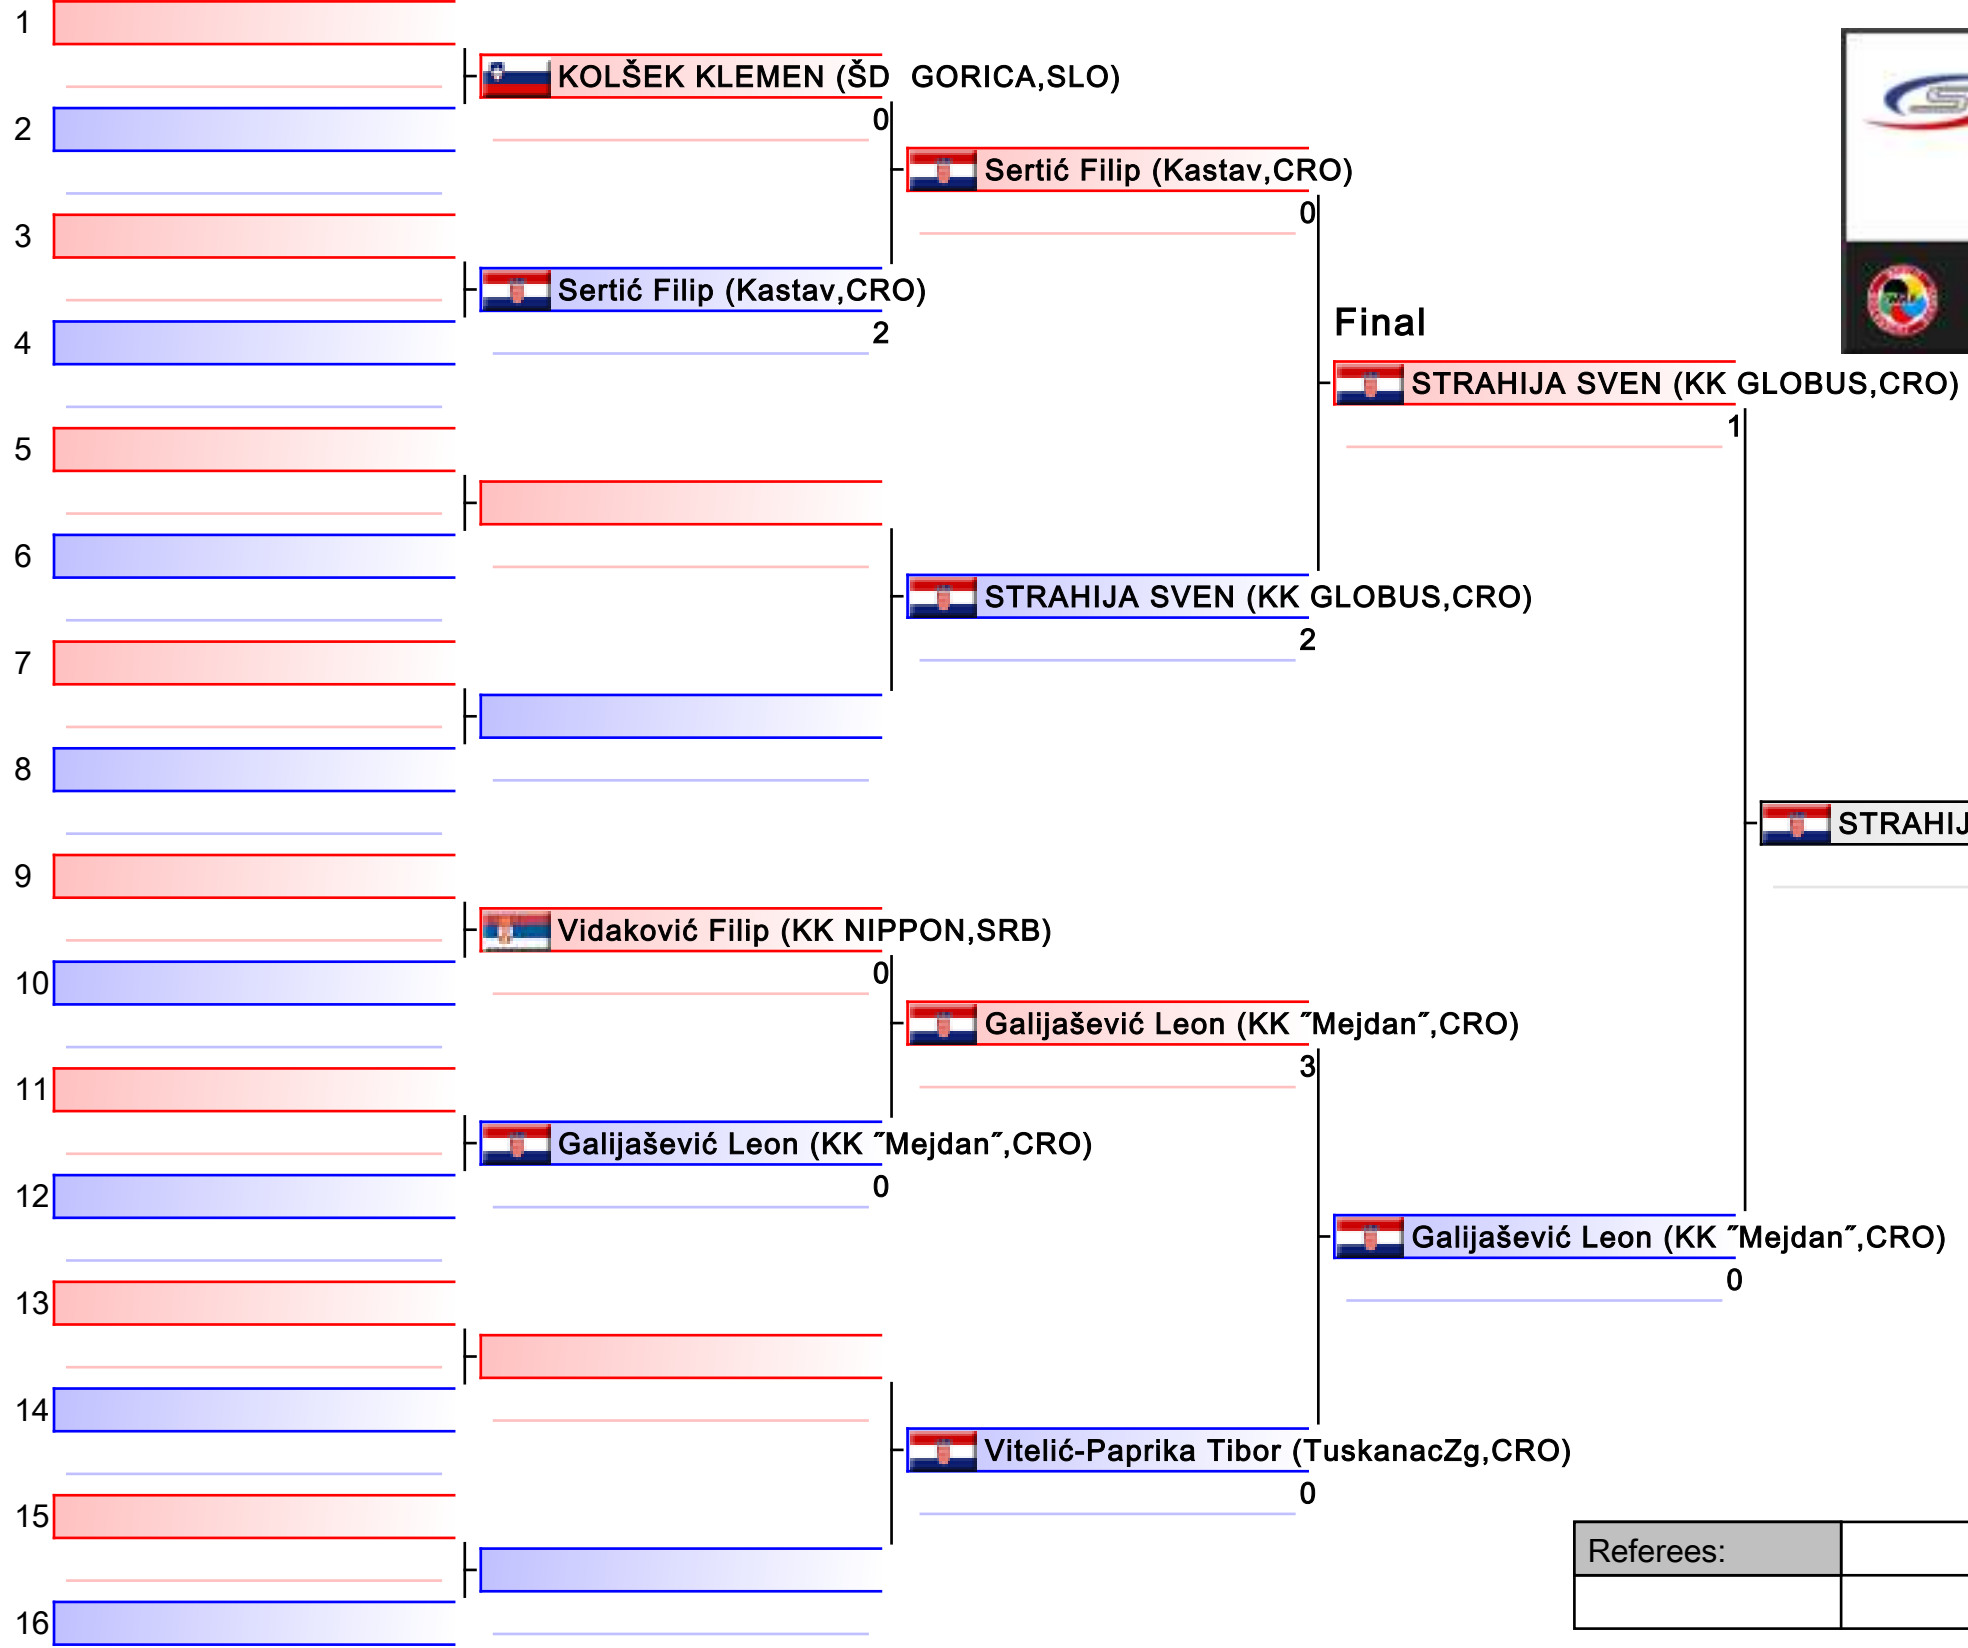 1
KOLŠEK KLEMEN (ŠD  GORICA,SLO)
0
2
Sertić Filip (Kastav,CRO)
0
3
Sertić Filip (Kastav,CRO)
2
4
Final
STRAHIJA SVEN (KK GLOBUS,CRO)
1
5
6
STRAHIJA SVEN (KK GLOBUS,CRO)
2
7
8
STRAHIJ
9
Vidaković Filip (KK NIPPON,SRB)
0
10
Galijašević Leon (KK ˝Mejdan˝,CRO)
3
11
Galijašević Leon (KK ˝Mejdan˝,CRO)
0
12
Galijašević Leon (KK ˝Mejdan˝,CRO)
0
13
14
Vitelić-Paprika Tibor (TuskanacZg,CRO)
0
15
Referees:
16